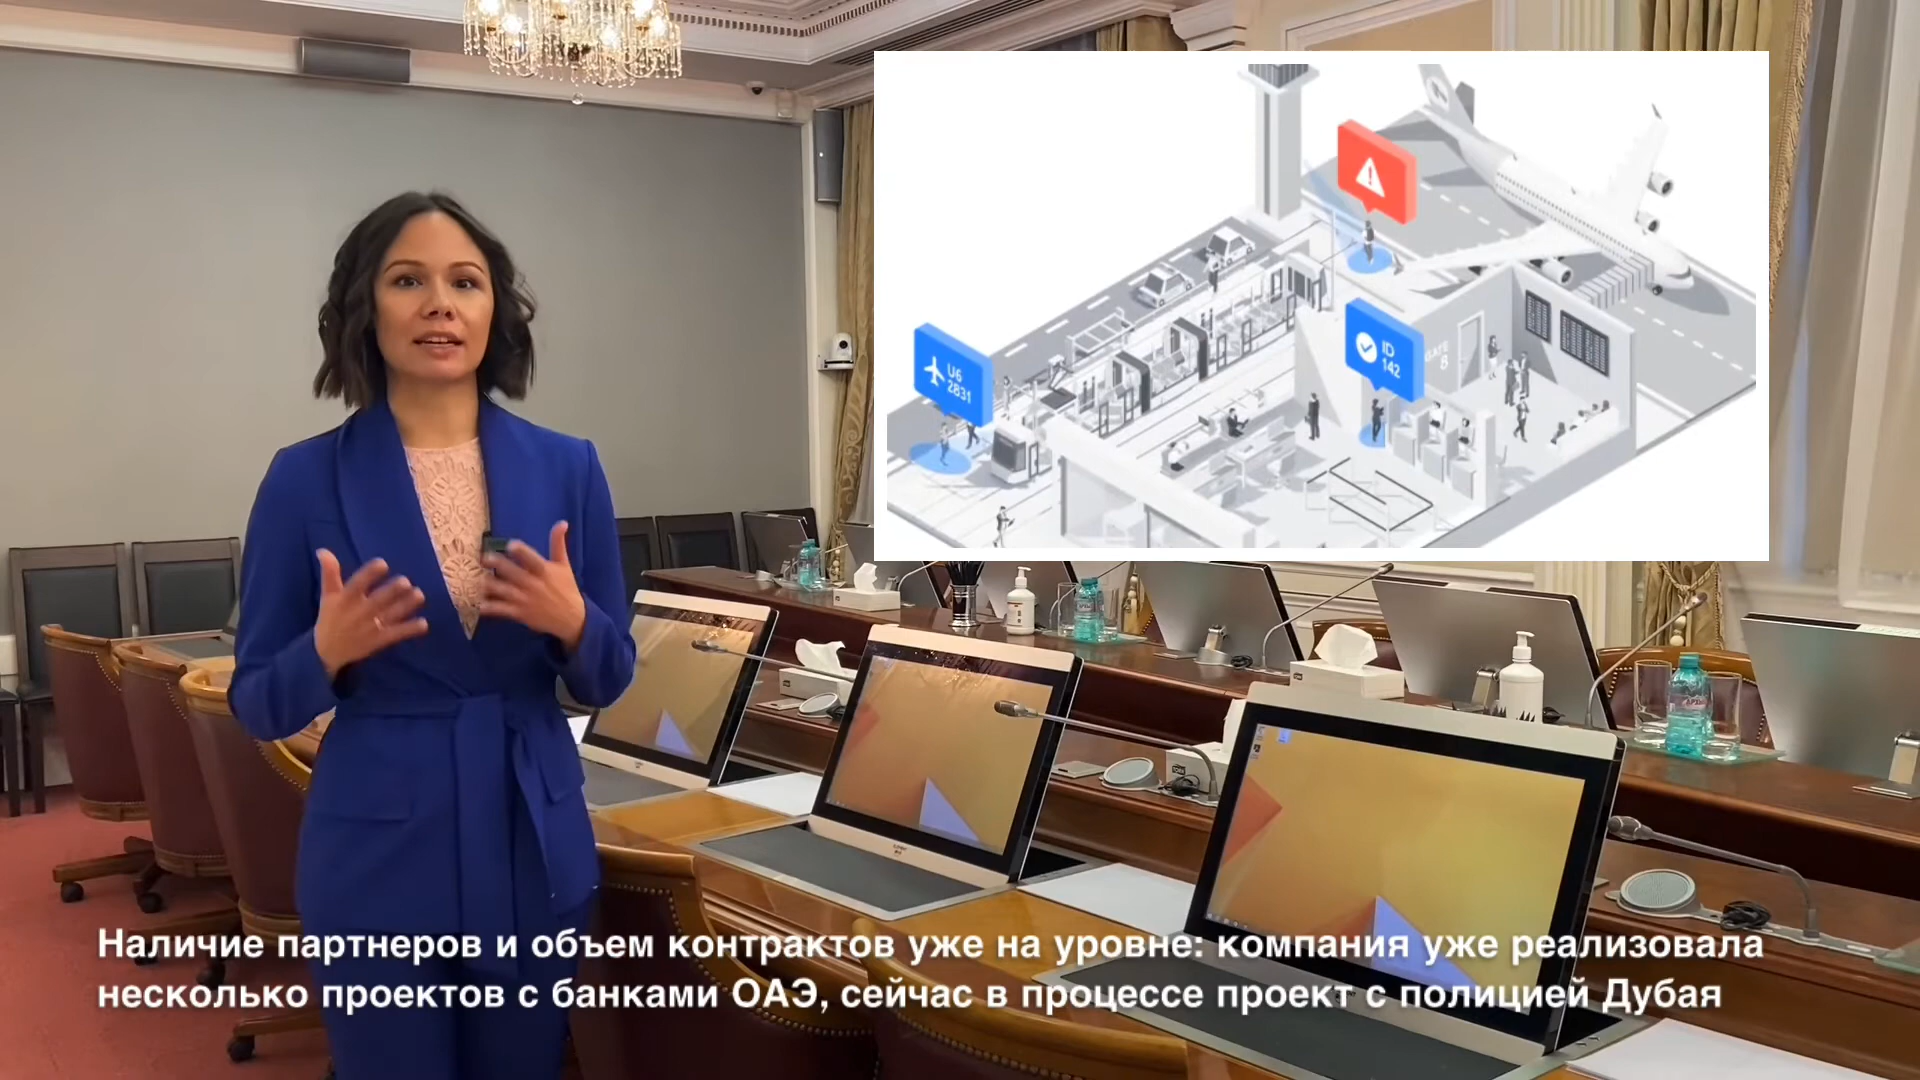 U6
2831
ID
142
GATE
B
Наличие партнеров и объем контрактов уже на уровне: компания уже реализовала
несколько проектов с банками ОАЭ, сейчас в процессе проект с полицией Дубая